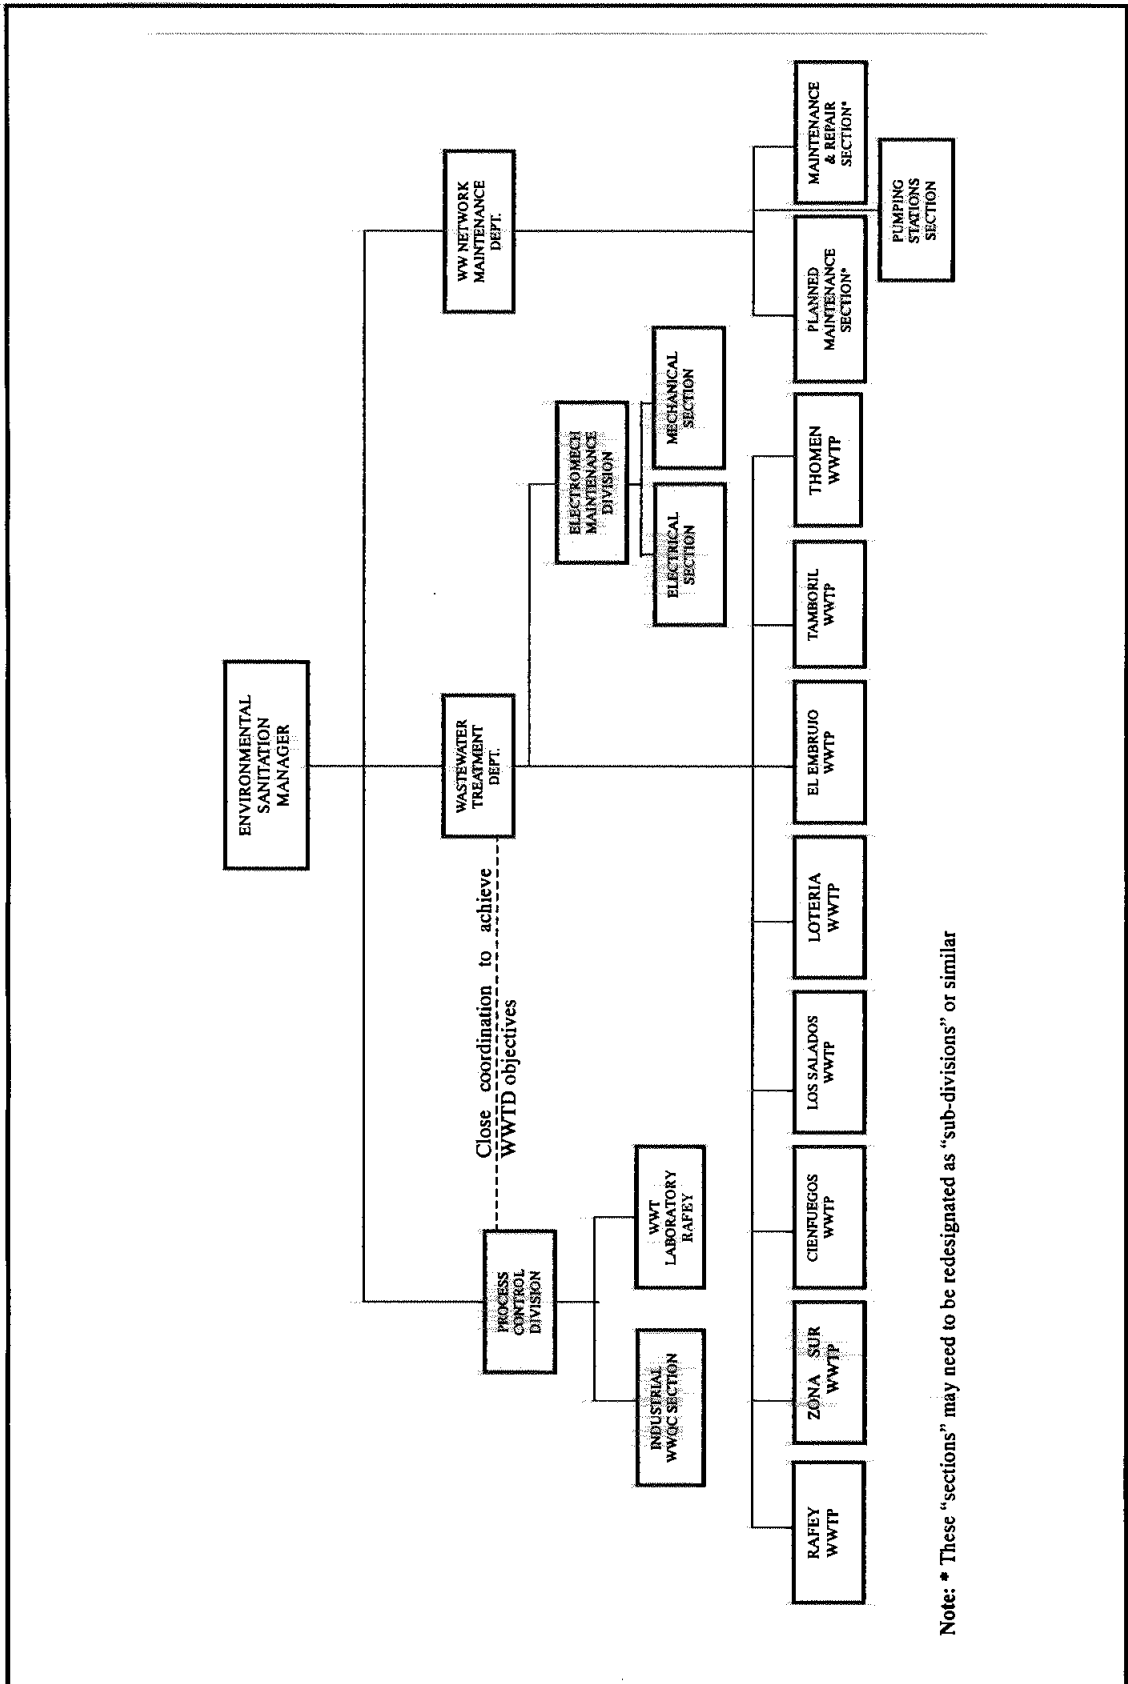 ENVIRONMENTAL
SANITATION
MANAGER
PROCESS
CONTROL
DIVISION
Close coordination to achieve
WWTD objectives
WASTEWATER
TREATMENT
DEPT.
WW NETWORK
MAINTENANCE
DEPT.
ELECTROMECH
MAINTENANCE
DIVISION
INDUSTRIAL
WWQC SECTION
WWT
LABORATORY
RAFEY
ELECTRICAL
SECTION
MECHANICAL
SECTION
RAFEY
WWTP
ZONA SUR
WWTP
CIENFUEGOS
WWTP
LOS SALADOS
WWTP
LOTERIA
WWTP
EL EMBRUJO
WWTP
TAMBORIL
WWTP
THOMEN
WWTP
PLANNED
MAINTENANCE
SECTION*
MAINTENANCE
& REPAIR
SECTION*
PUMPING
STATIONS
SECTION
Note: * These “sections” may need to be redesignated as “sub-divisions” or similar